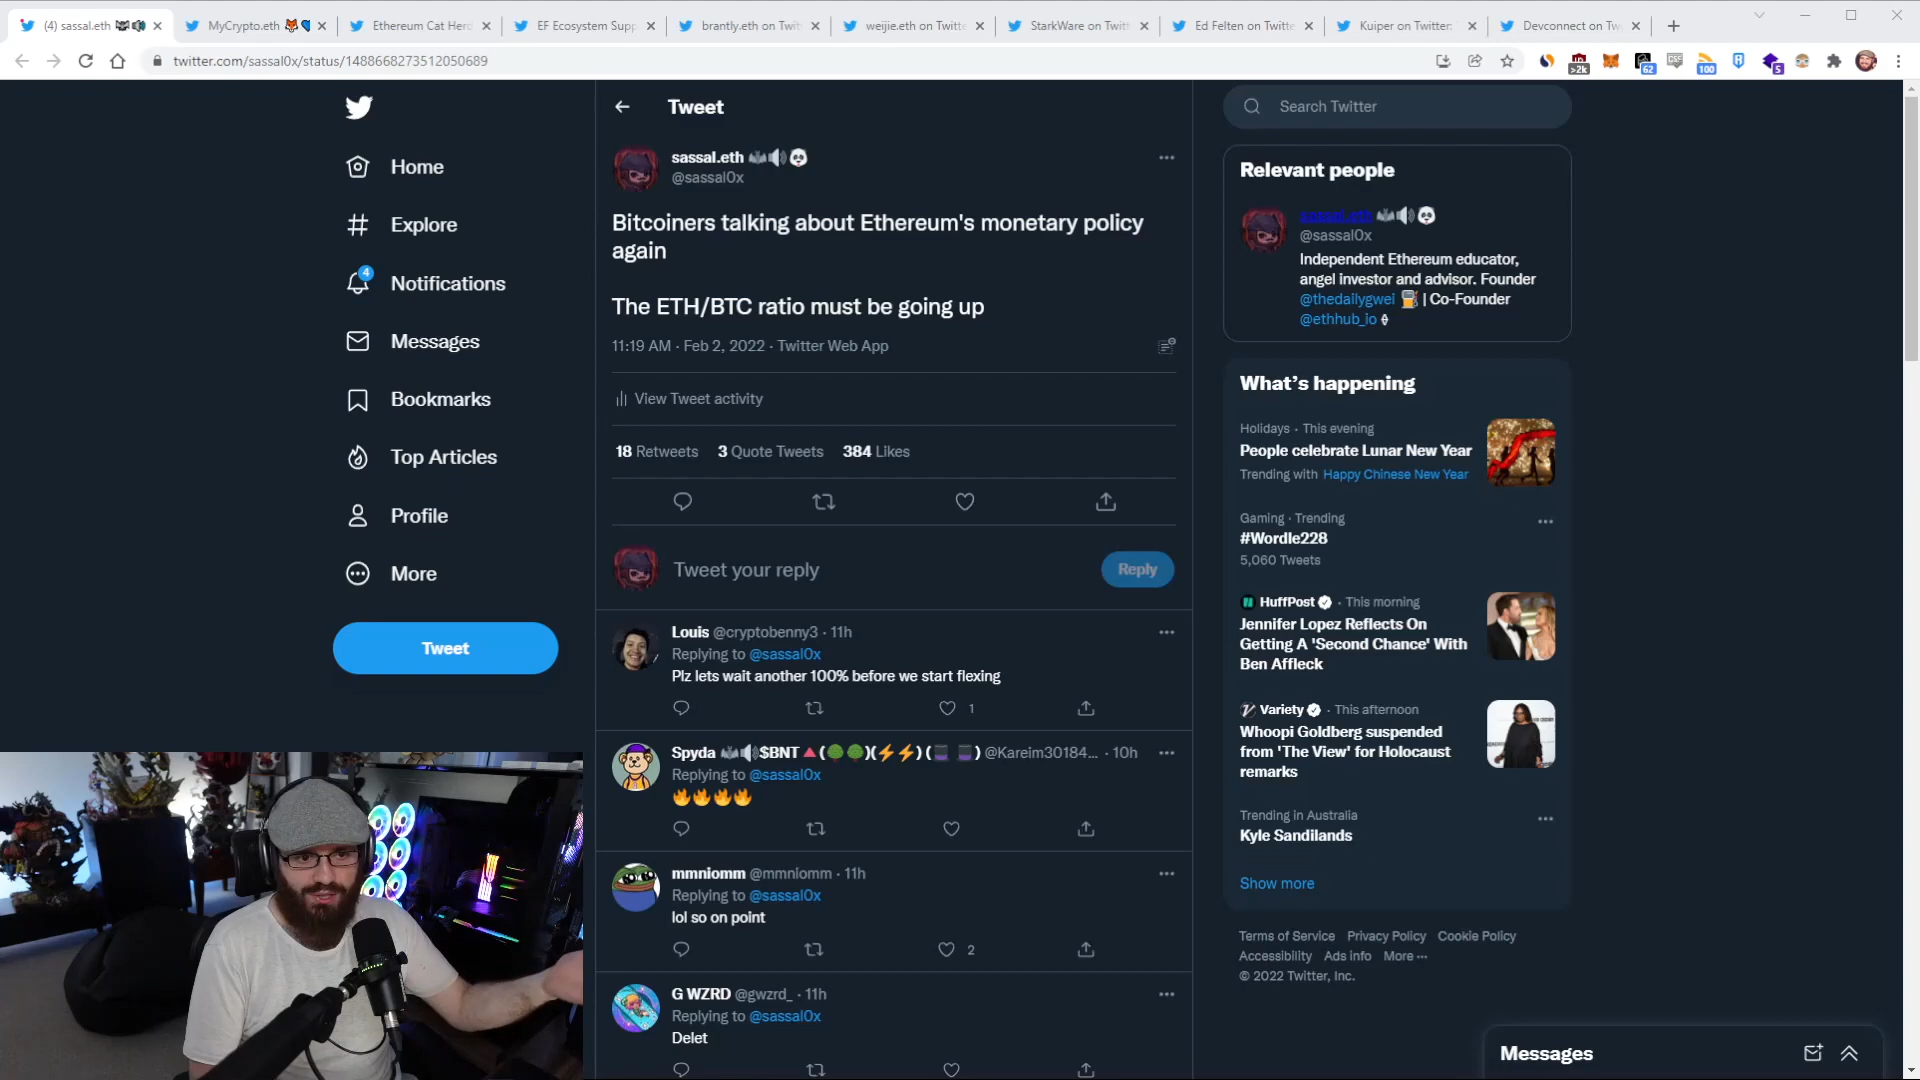 (4) sassal.eth
MyCrypto.eth
Ethereum Cat Herd
EF Ecosystem Supp
brantly.eth on Twit
weijie.eth on Twitte
StarkWare on Twitt
Ed Felten on Twitte
Kuiper on Twitter:
Devconnect on Tw
twitter.com/sassal0x/status/1488668273512050689
>2k
62
100
5
Home
Explore
4
Notifications
Messages
Bookmarks
Top Articles
Profile
More
Tweet
Tweet
sassal.eth 🦇🔊🐼
@sassal0x
Bitcoiners talking about Ethereum's monetary policy
again
The ETH/BTC ratio must be going up
11:19 AM · Feb 2, 2022 · Twitter Web App
View Tweet activity
18 Retweets 3 Quote Tweets 384 Likes
Tweet your reply
Reply
Louis @cryptobenny3 · 11h
Replying to @sassal0x
Plz lets wait another 100% before we start flexing
1
Spyda 🦇🔊$BNT🔺(🌳🌳)(⚡⚡) @Kareim30184... · 10h
Replying to @sassal0x
🔥🔥🔥🔥
mmniomm @mmniomm · 11h
Replying to @sassal0x
lol so on point
2
G WZRD @gwzrd_ · 11h
Replying to @sassal0x
Delet
Search Twitter
Relevant people
sassal.eth 🦇🔊🐼
@sassal0x
Independent Ethereum educator,
angel investor and advisor. Founder
@thedailygwei ⛽ | Co-Founder
@ethhub_io
What's happening
Holidays · This evening
People celebrate Lunar New Year
Trending with Happy Chinese New Year
Gaming · Trending
#Wordle228
5,060 Tweets
HuffPost · This morning
Jennifer Lopez Reflects On
Getting A 'Second Chance' With
Ben Affleck
Variety · This afternoon
Whoopi Goldberg suspended
from 'The View' for Holocaust
remarks
Trending in Australia
Kyle Sandilands
Show more
Terms of Service Privacy Policy Cookie Policy
Accessibility Ads info More ···
© 2022 Twitter, Inc.
Messages